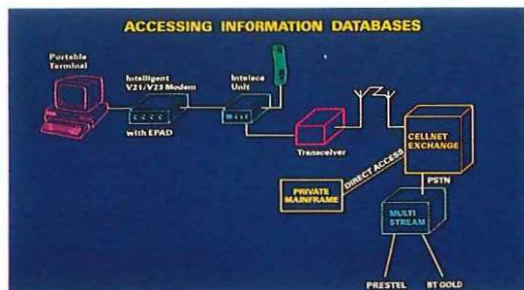 ACCESSING INFORMATION DATABASES
Portable
Terminal
Intelligent
V21/V23 Modem
with EPAD
Intelace
Unit
Transceiver
CELLNET
EXCHANGE
DIRECT ACCESS
PRIVATE
MAINFRAME
PSTN
MULTI
STREAM
PRESTEL
BT GOLD